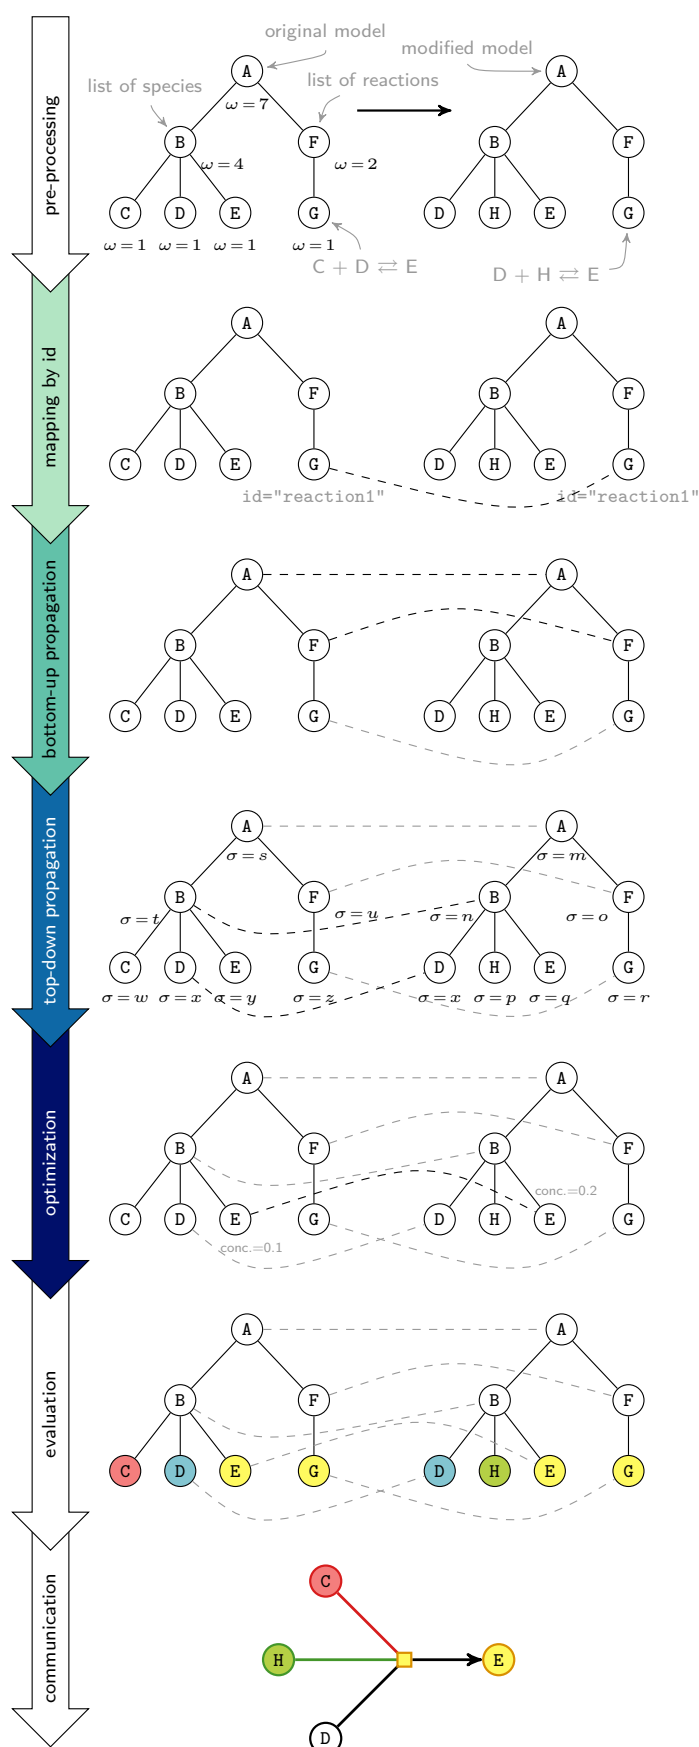 pre-processing
original model
modified model
list of species
list of reactions
A
A
ω=7
B
F
B
F
ω=4
ω=2
C
D
E
G
D
H
E
G
ω=1
ω=1
ω=1
ω=1
C + D ⇄ E
D + H ⇄ E
mapping by id
A
A
B
F
B
F
C
D
E
G
D
H
E
G
id="reaction1"
id="reaction1"
bottom-up propagation
A
A
B
F
B
F
C
D
E
G
D
H
E
G
top-down propagation
A
A
σ=s
σ=m
B
F
B
F
σ=t
σ=u
σ=n
σ=o
C
D
E
G
D
H
E
G
σ=w
σ=x
σ=y
σ=z
σ=x
σ=p
σ=q
σ=r
optimization
A
A
B
F
B
F
conc.=0.2
C
D
E
G
D
H
E
G
conc.=0.1
evaluation
A
A
B
F
B
F
C
D
E
G
D
H
E
G
communication
C
H
E
D